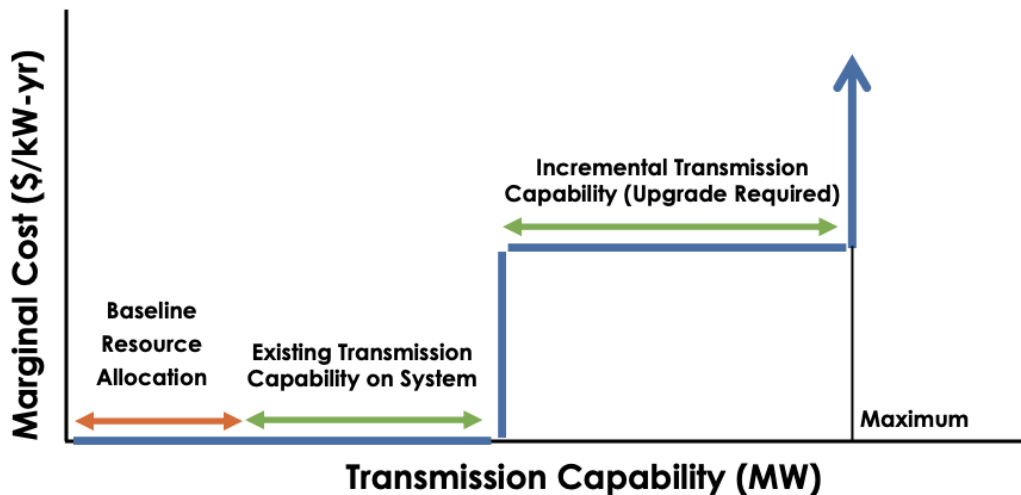 Marginal Cost ($/kW-yr)
Incremental Transmission
Capability (Upgrade Required)
Baseline
Resource
Allocation
Existing Transmission
Capability on System
Maximum
Transmission Capability (MW)